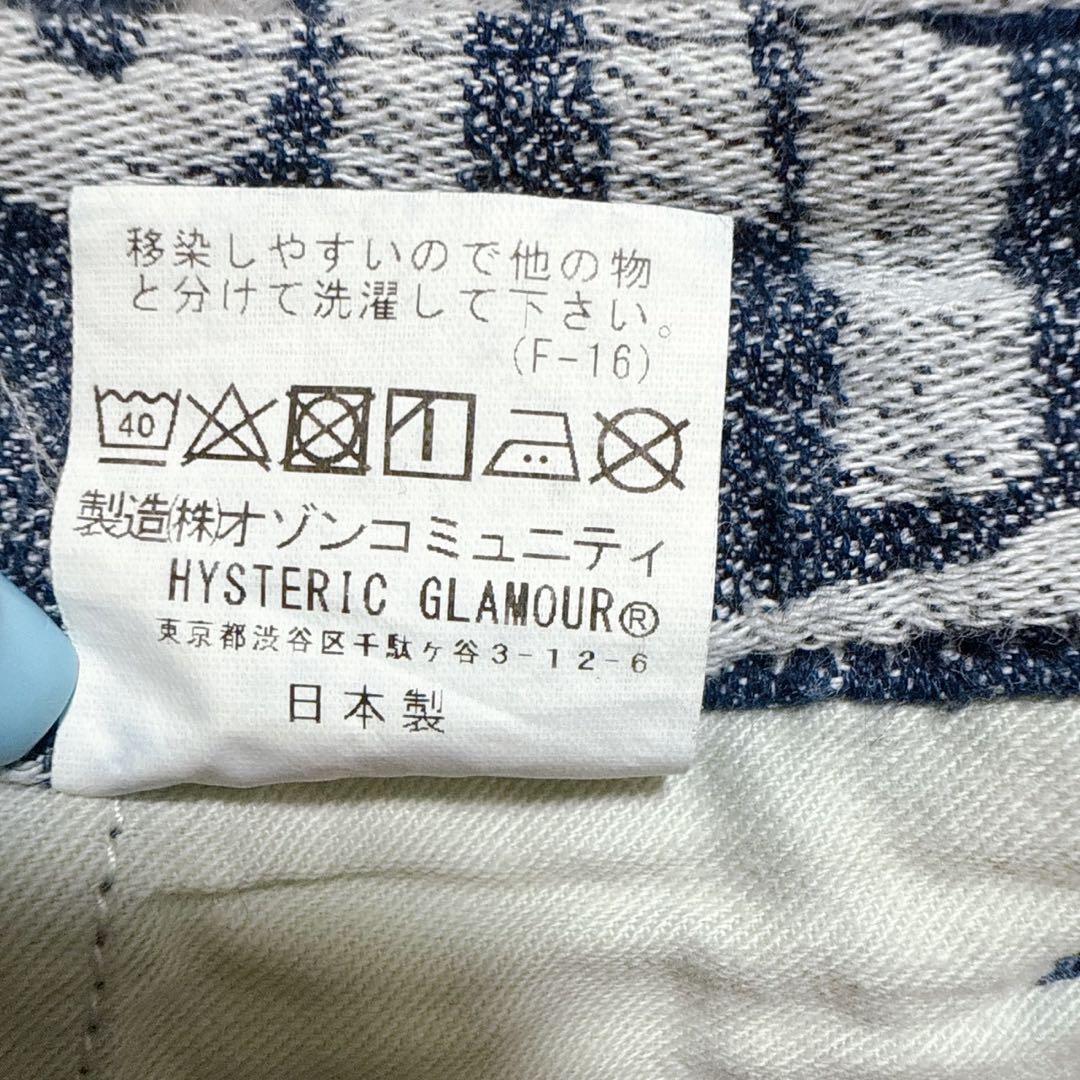 移染しやすいので他の物
と分けて洗濯して下さい。
(F-16)
40
製造(株)オゾンコミュニティ
HYSTERIC GLAMOUR®
東京都渋谷区千駄ヶ谷3-12-6
日本製